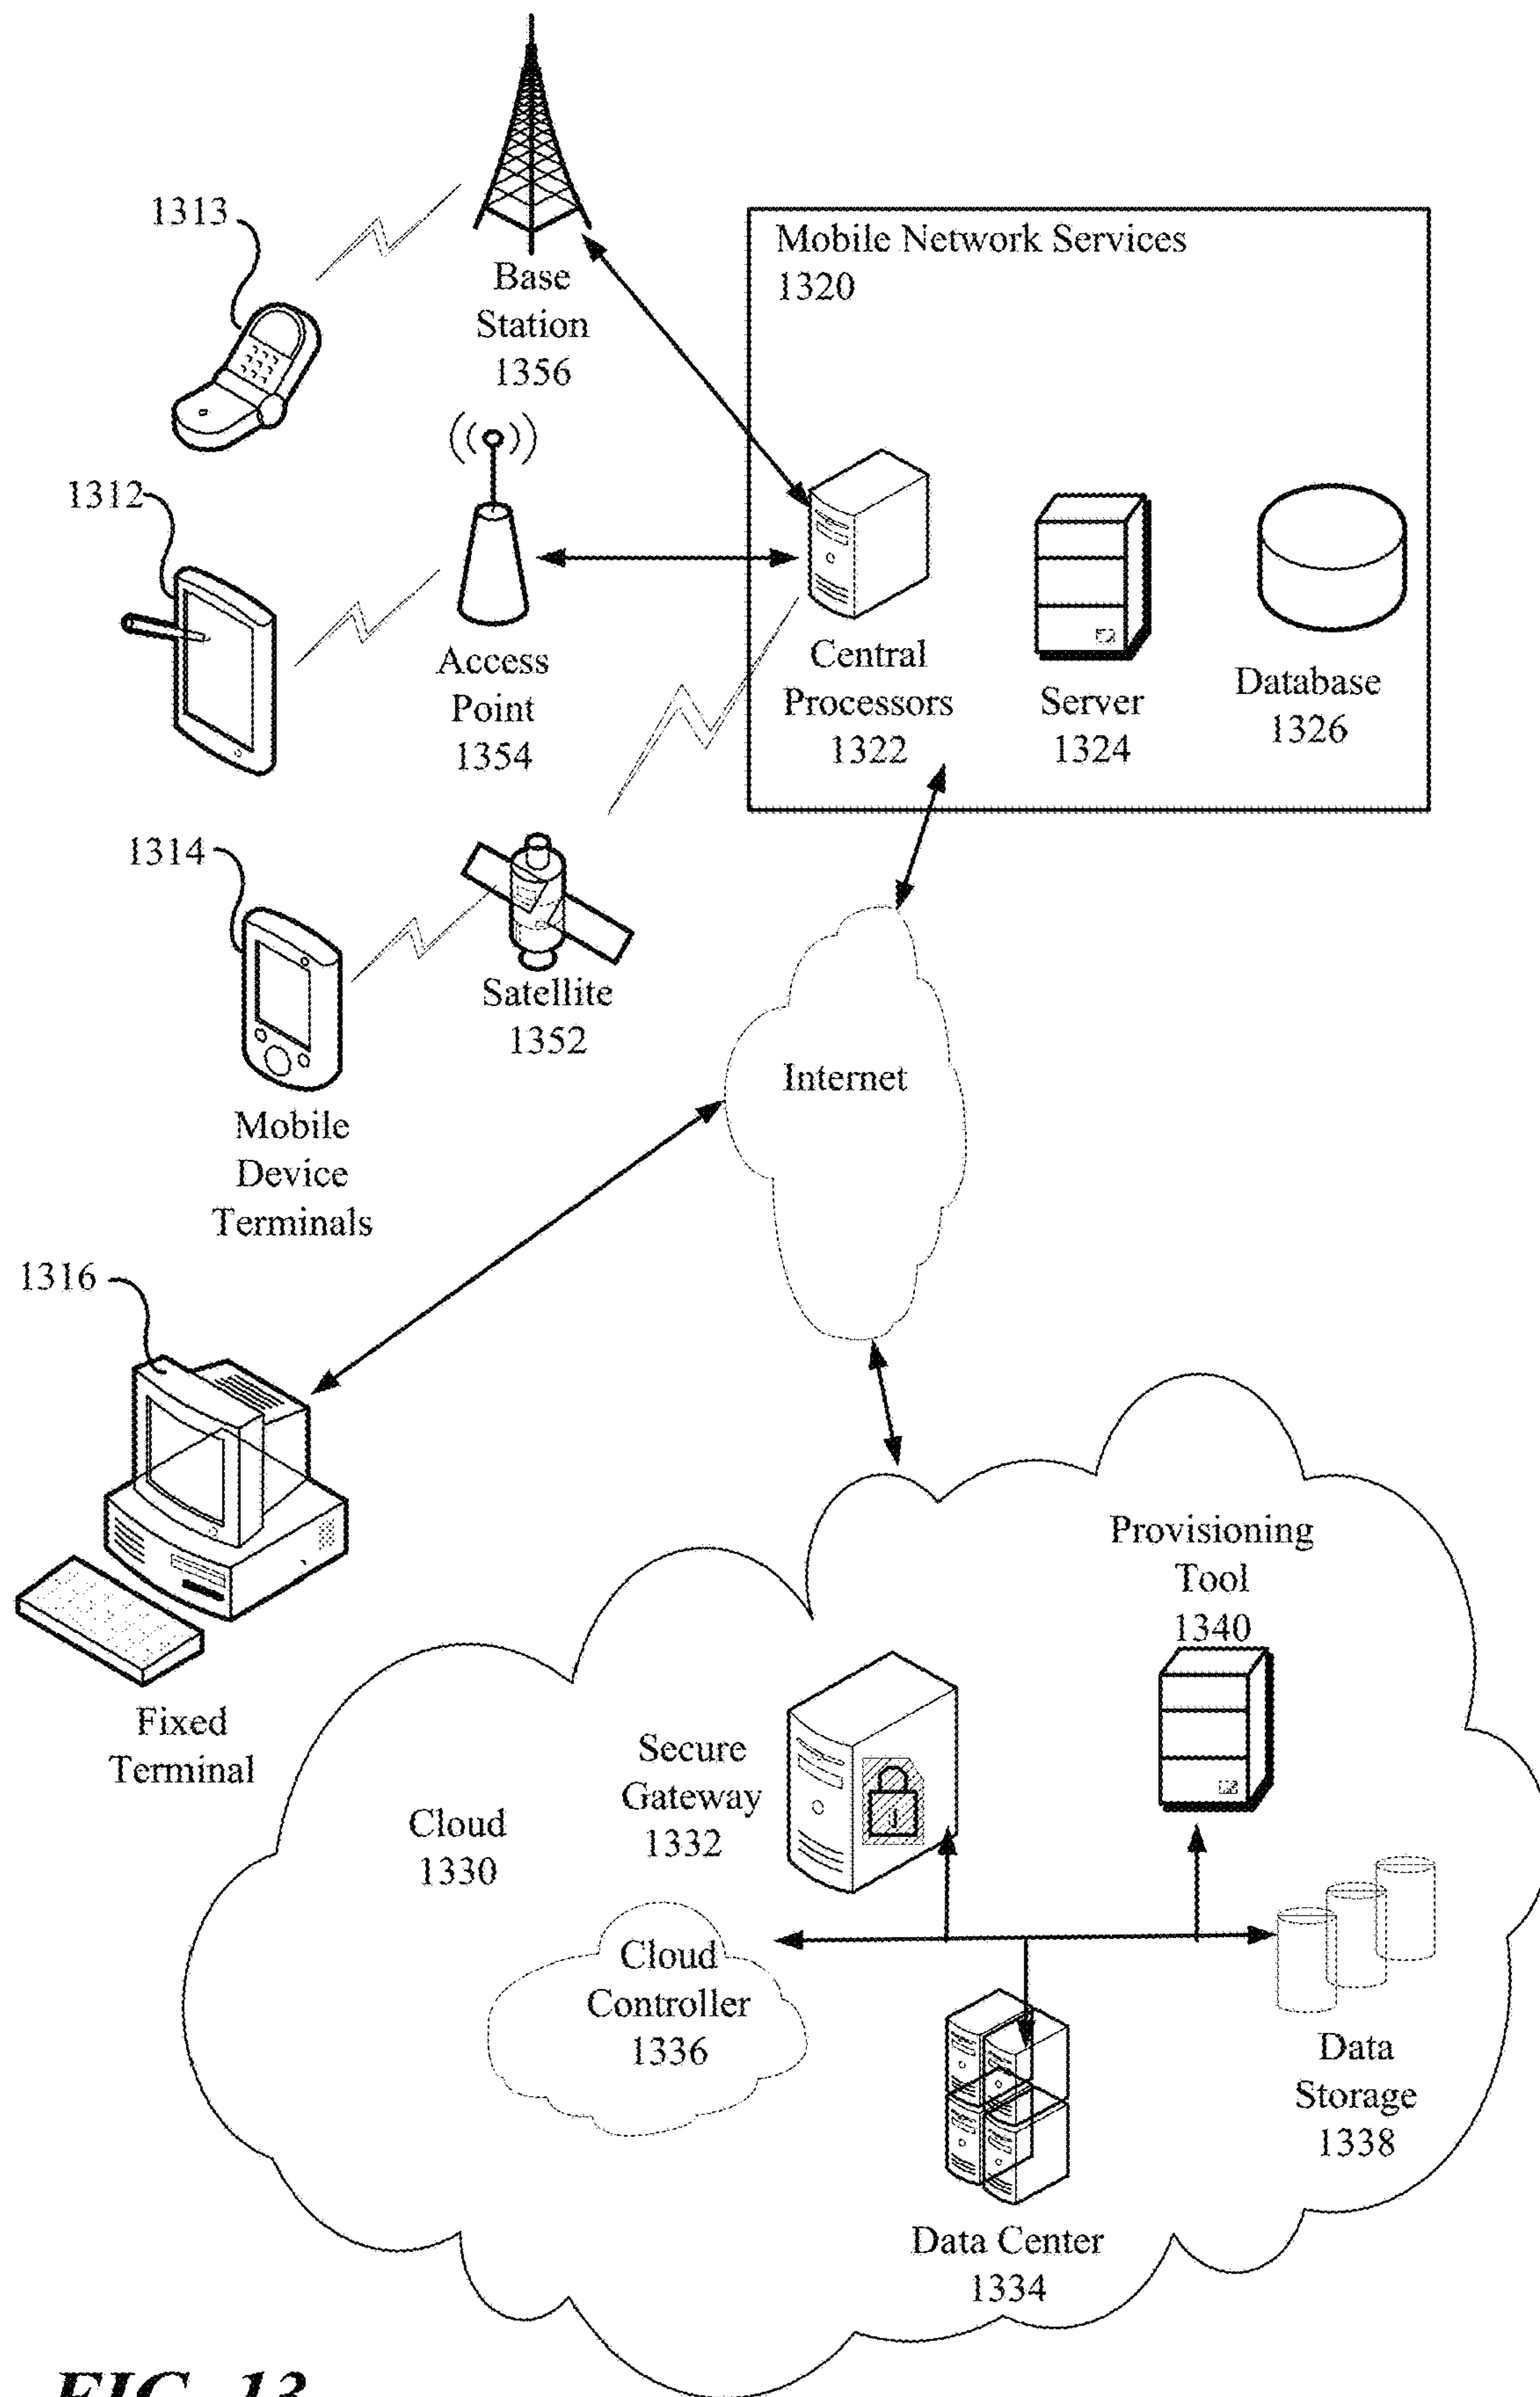 1313
Base
Station
1356
Mobile Network Services
1320
1312
Access
Point
1354
Central
Processors
1322
Server
1324
Database
1326
1314
Satellite
1352
Mobile
Device
Terminals
Internet
1316
Fixed
Terminal
Provisioning
Tool
1340
Secure
Gateway
1332
Cloud
1330
Cloud
Controller
1336
Data
Storage
1338
Data Center
1334
FIG. 13